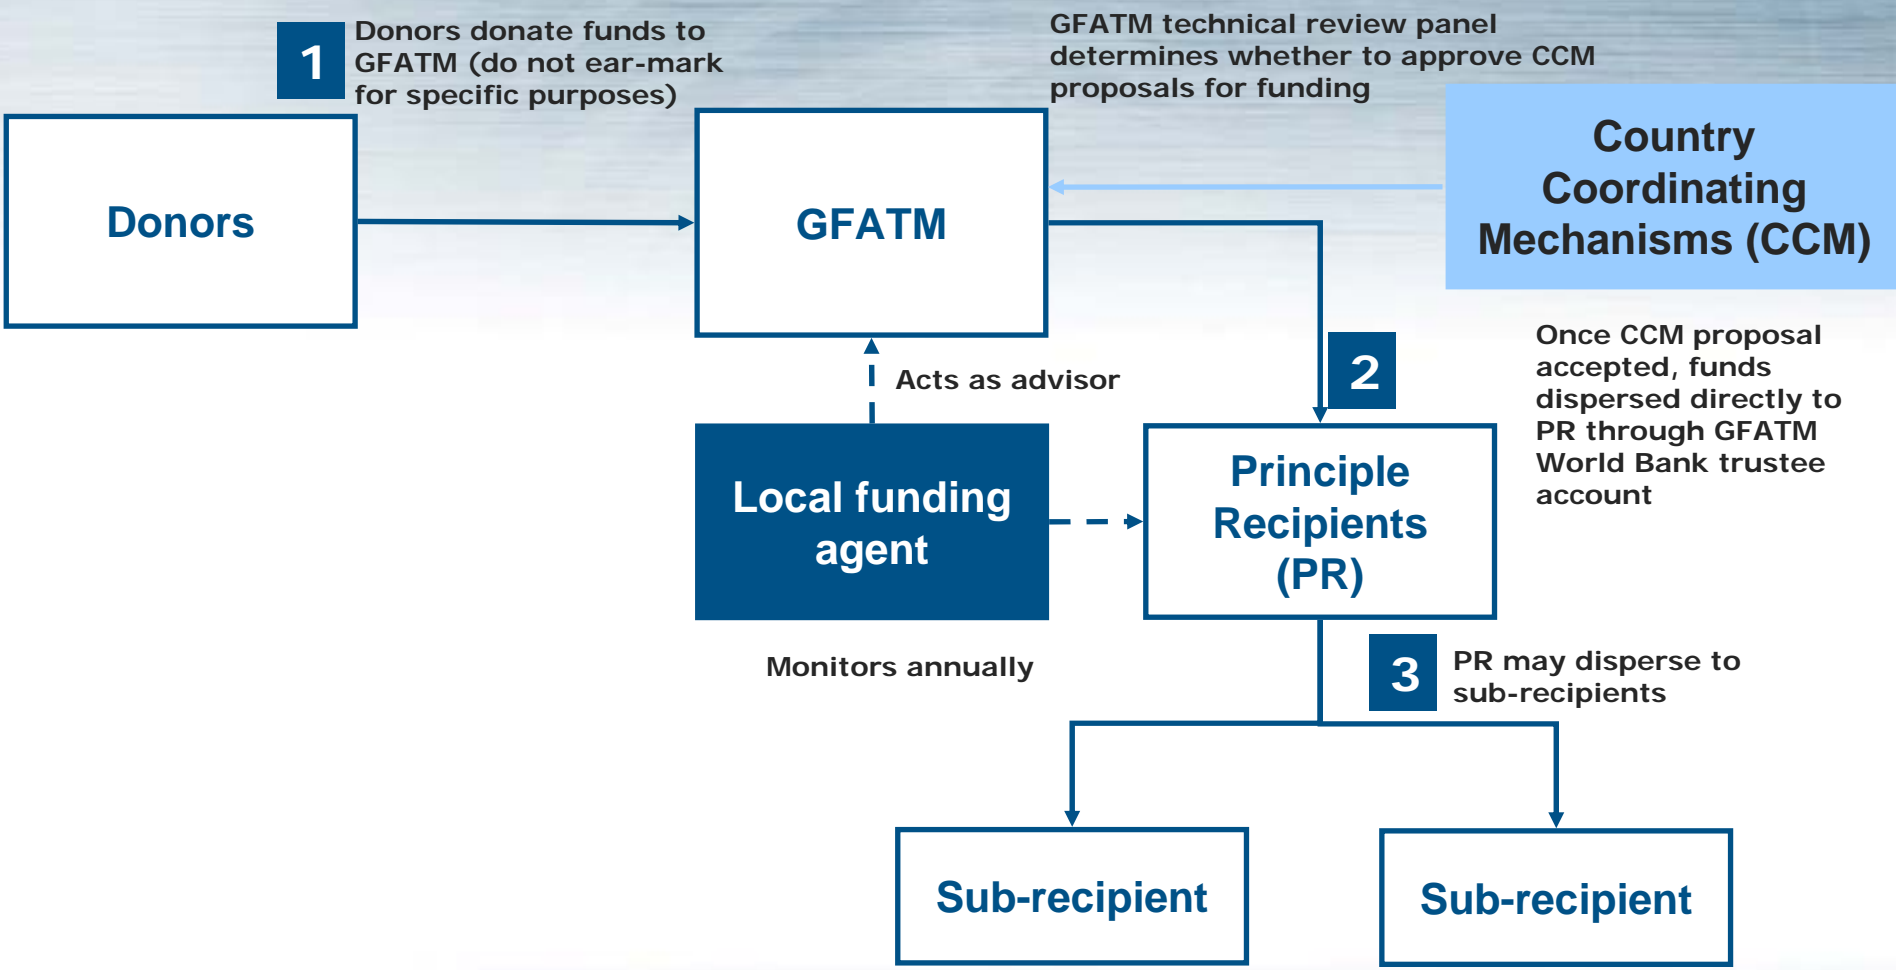 1
Donors donate funds to
GFATM (do not ear-mark
for specific purposes)
GFATM technical review panel
determines whether to approve CCM
proposals for funding
Donors
GFATM
Country
Coordinating
Mechanisms (CCM)
Acts as advisor
2
Once CCM proposal
accepted, funds
dispersed directly to
PR through GFATM
World Bank trustee
account
Local funding
agent
Principle
Recipients
(PR)
Monitors annually
3
PR may disperse to
sub-recipients
Sub-recipient
Sub-recipient